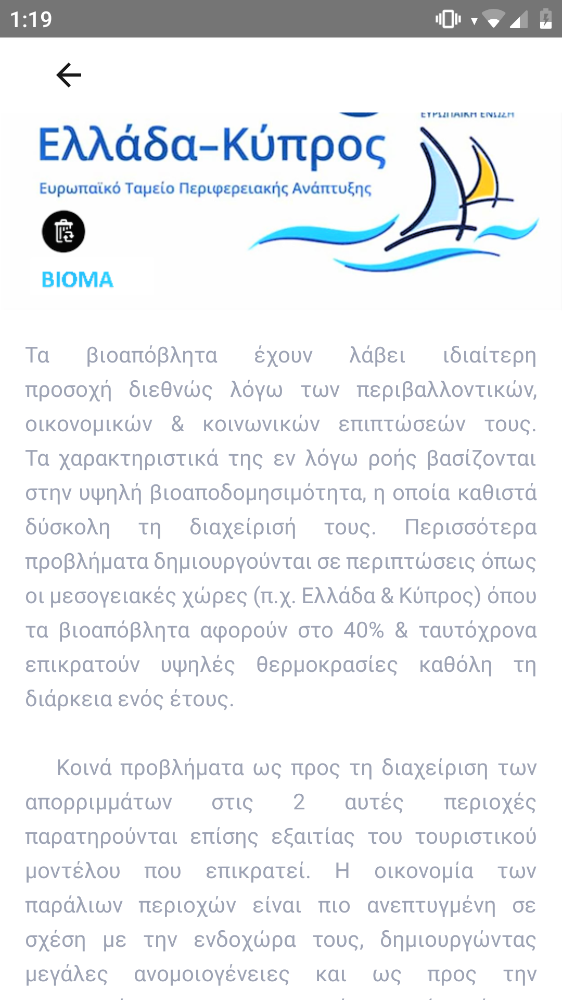 1:19
ΕΥΡΩΠΑΪΚΗ ΕΝΩΣΗ
Ελλάδα-Κύπρος
Ευρωπαϊκό Ταμείο Περιφερειακής Ανάπτυξης
BIOMA
Τα βιοαπόβλητα έχουν λάβει ιδιαίτερη
προσοχή διεθνώς λόγω των περιβαλλοντικών,
οικονομικών & κοινωνικών επιπτώσεών τους.
Τα χαρακτηριστικά της εν λόγω ροής βασίζονται
στην υψηλή βιοαποδομησιμότητα, η οποία καθιστά
δύσκολη τη διαχείρισή τους. Περισσότερα
προβλήματα δημιουργούνται σε περιπτώσεις όπως
οι μεσογειακές χώρες (π.χ. Ελλάδα & Κύπρος) όπου
τα βιοαπόβλητα αφορούν στο 40% & ταυτόχρονα
επικρατούν υψηλές θερμοκρασίες καθόλη τη
διάρκεια ενός έτους.
Κοινά προβλήματα ως προς τη διαχείριση των
απορριμμάτων στις 2 αυτές περιοχές
παρατηρούνται επίσης εξαιτίας του τουριστικού
μοντέλου που επικρατεί. Η οικονομία των
παράλιων περιοχών είναι πιο ανεπτυγμένη σε
σχέση με την ενδοχώρα τους, δημιουργώντας
μεγάλες ανομοιογένειες και ως προς την